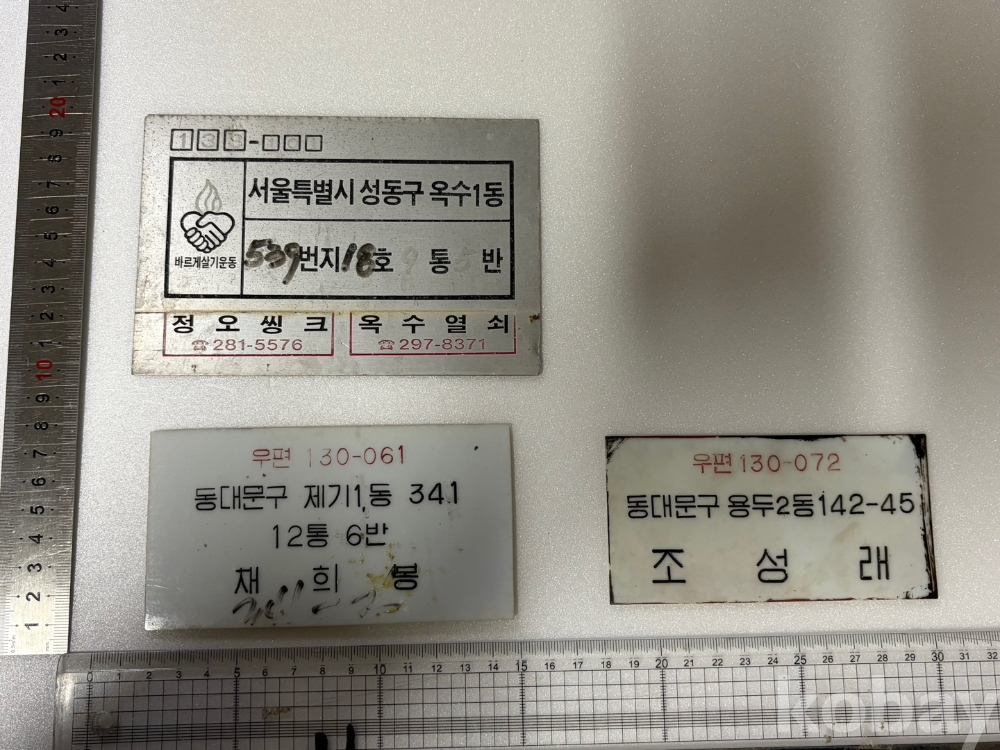 서울특별시 성동구 옥수1동
바르게살기운동
539번지 18호 9 통 5 반
정오씽크
☎281-5576
옥수열쇠
☎297-8371
우편 130-061
동대문구 제기1동 341
12통 6반
채희봉
우편 130-072
동대문구 용두2동 142-45
조성래
kobay